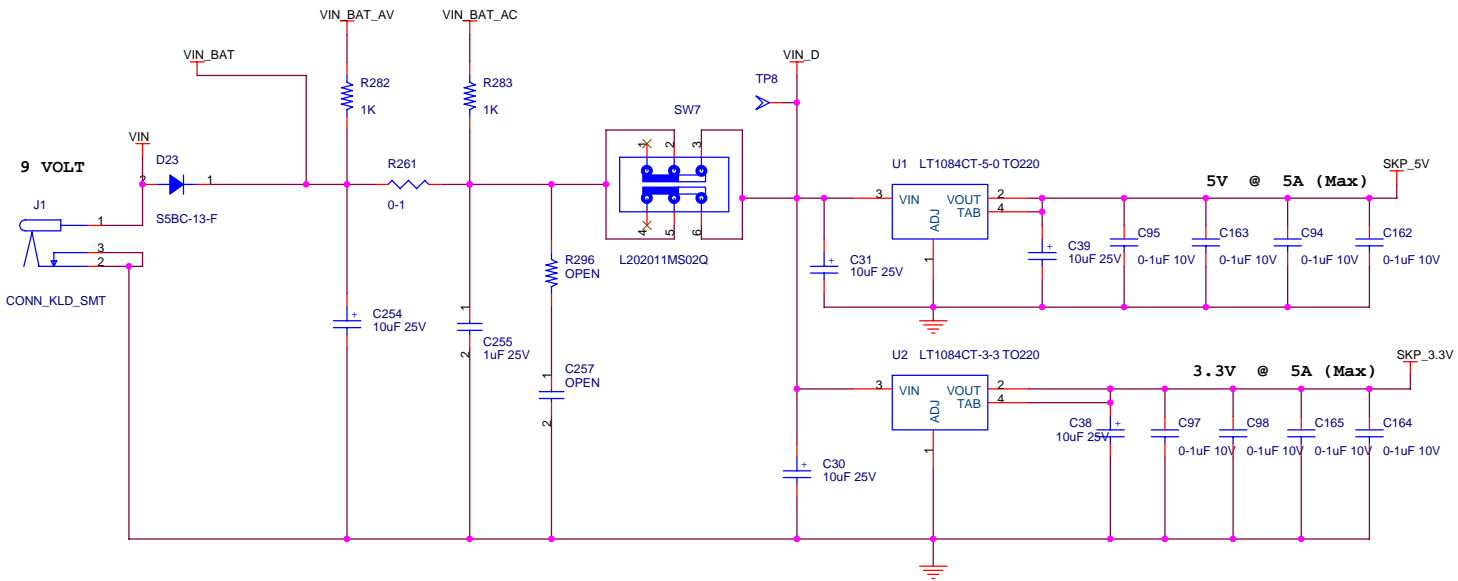 VIN_BAT_AV
VIN_BAT_AC
VIN_BAT
VIN_D
R282
1K
R283
1K
TP8
SW7
VIN
9 VOLT
D23
2
1
S5BC-13-F
R261
0-1
1
2
3
4
5
6
L202011MS02Q
J1
1
3
2
CONN_KLD_SMT
U1 LT1084CT-5-0 TO220
3
VIN
VOUT
2
TAB
4
ADJ
1
5V @ 5A (Max)
SKP_5V
R296
OPEN
C31
10uF 25V
C39
10uF 25V
C95
0-1uF 10V
C163
0-1uF 10V
C94
0-1uF 10V
C162
0-1uF 10V
C254
10uF 25V
1
C255
1uF 25V
2
1
C257
OPEN
2
U2 LT1084CT-3-3 TO220
3
VIN
VOUT
2
TAB
4
ADJ
1
3.3V @ 5A (Max)
SKP_3.3V
C30
10uF 25V
C38
10uF 25V
C97
0-1uF 10V
C98
0-1uF 10V
C165
0-1uF 10V
C164
0-1uF 10V